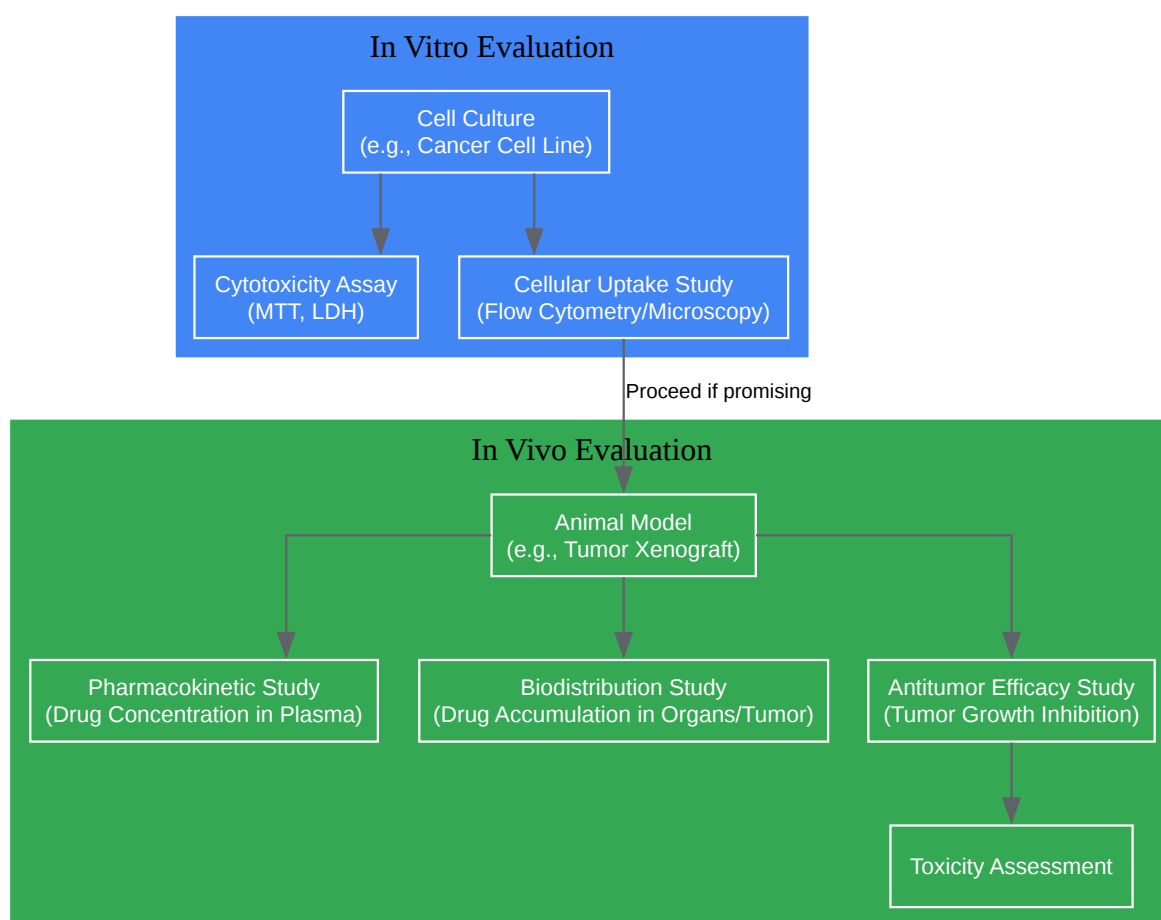 In Vitro Evaluation
Cell Culture
(e.g., Cancer Cell Line)
Cytotoxicity Assay
(MTT, LDH)
Cellular Uptake Study
(Flow Cytometry/Microscopy)
Proceed if promising
In Vivo Evaluation
Animal Model
(e.g., Tumor Xenograft)
Pharmacokinetic Study
(Drug Concentration in Plasma)
Biodistribution Study
(Drug Accumulation in Organs/Tumor)
Antitumor Efficacy Study
(Tumor Growth Inhibition)
Toxicity Assessment